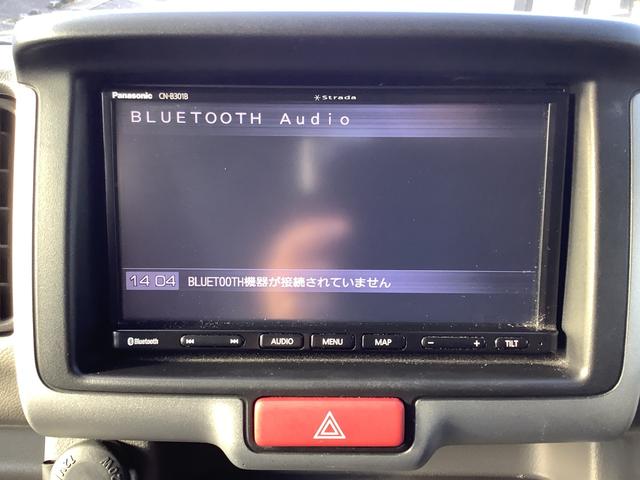 Panasonic CN-B301B
Strada
BLUETOOTH Audio
14:04 BLUETOOTH機器が接続されていません
Bluetooth
AUDIO MENU MAP
− + TILT
12V